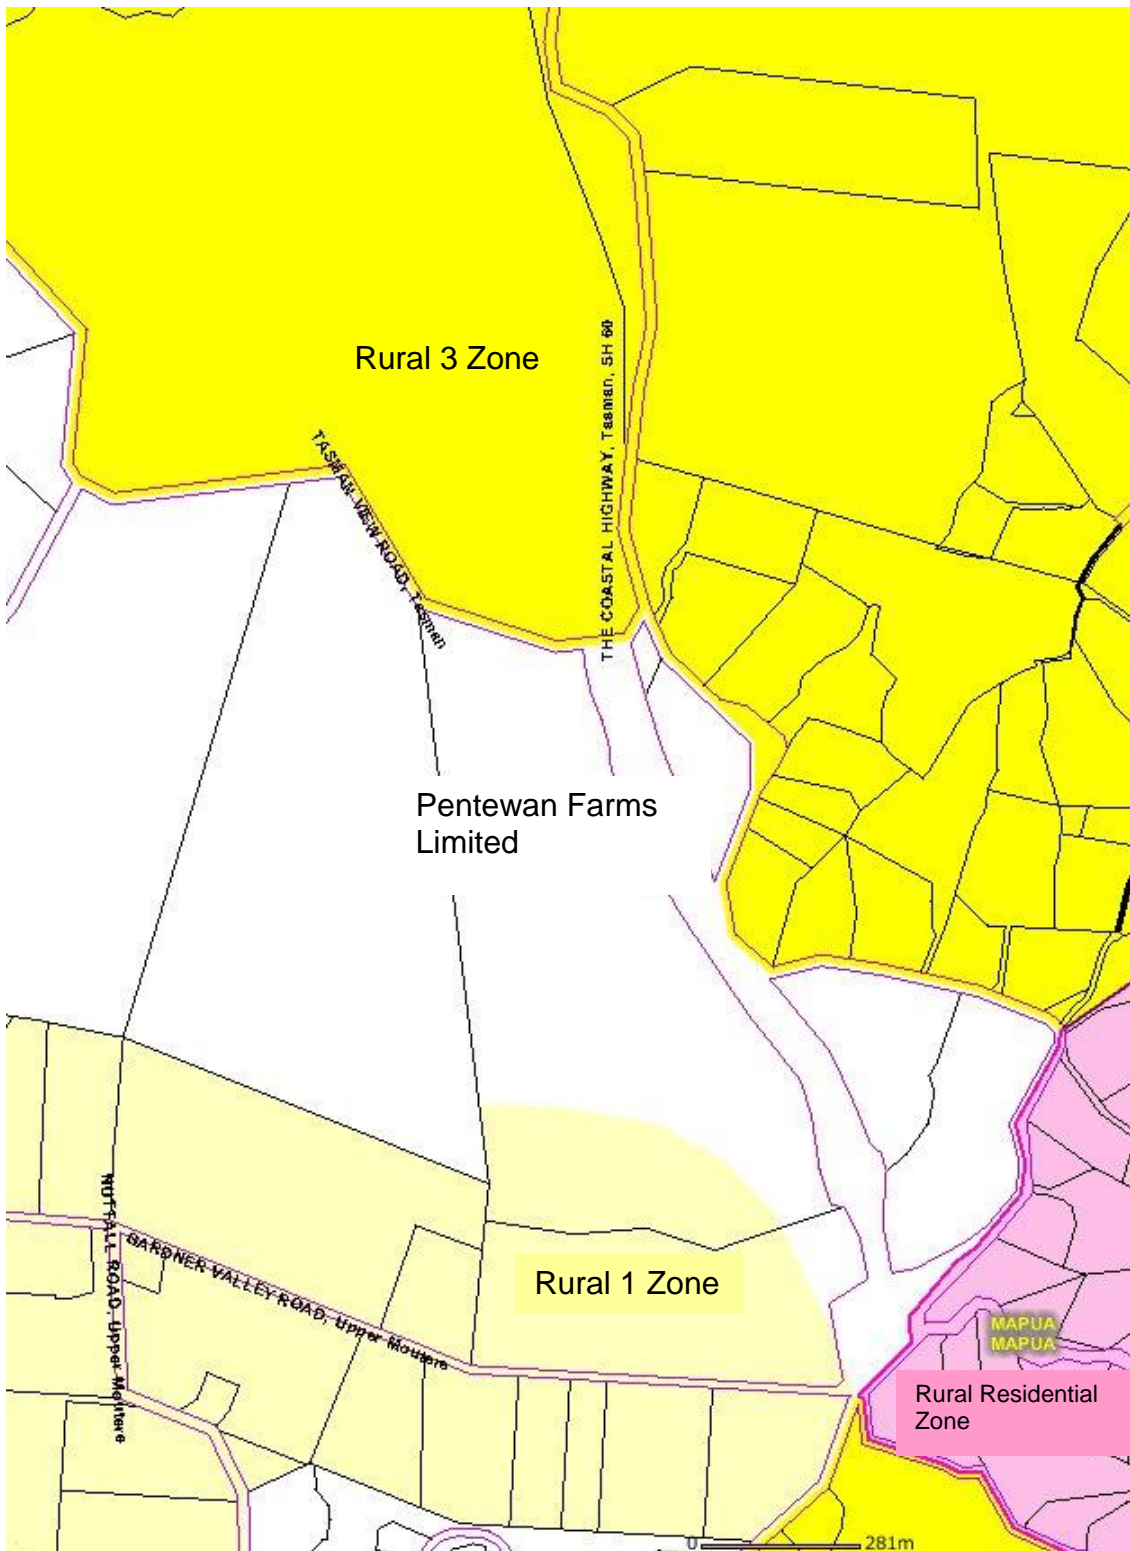 Rural 3 Zone
THE COASTAL HIGHWAY, Tasman, SH 60
TASMAN VIEW ROAD, Tasman
Pentewan Farms
Limited
NUTFALL ROAD, Upper Moutere
GARDNER VALLEY ROAD, Upper Moutere
Rural 1 Zone
MAPUA
MAPUA
Rural Residential
Zone
0 281m